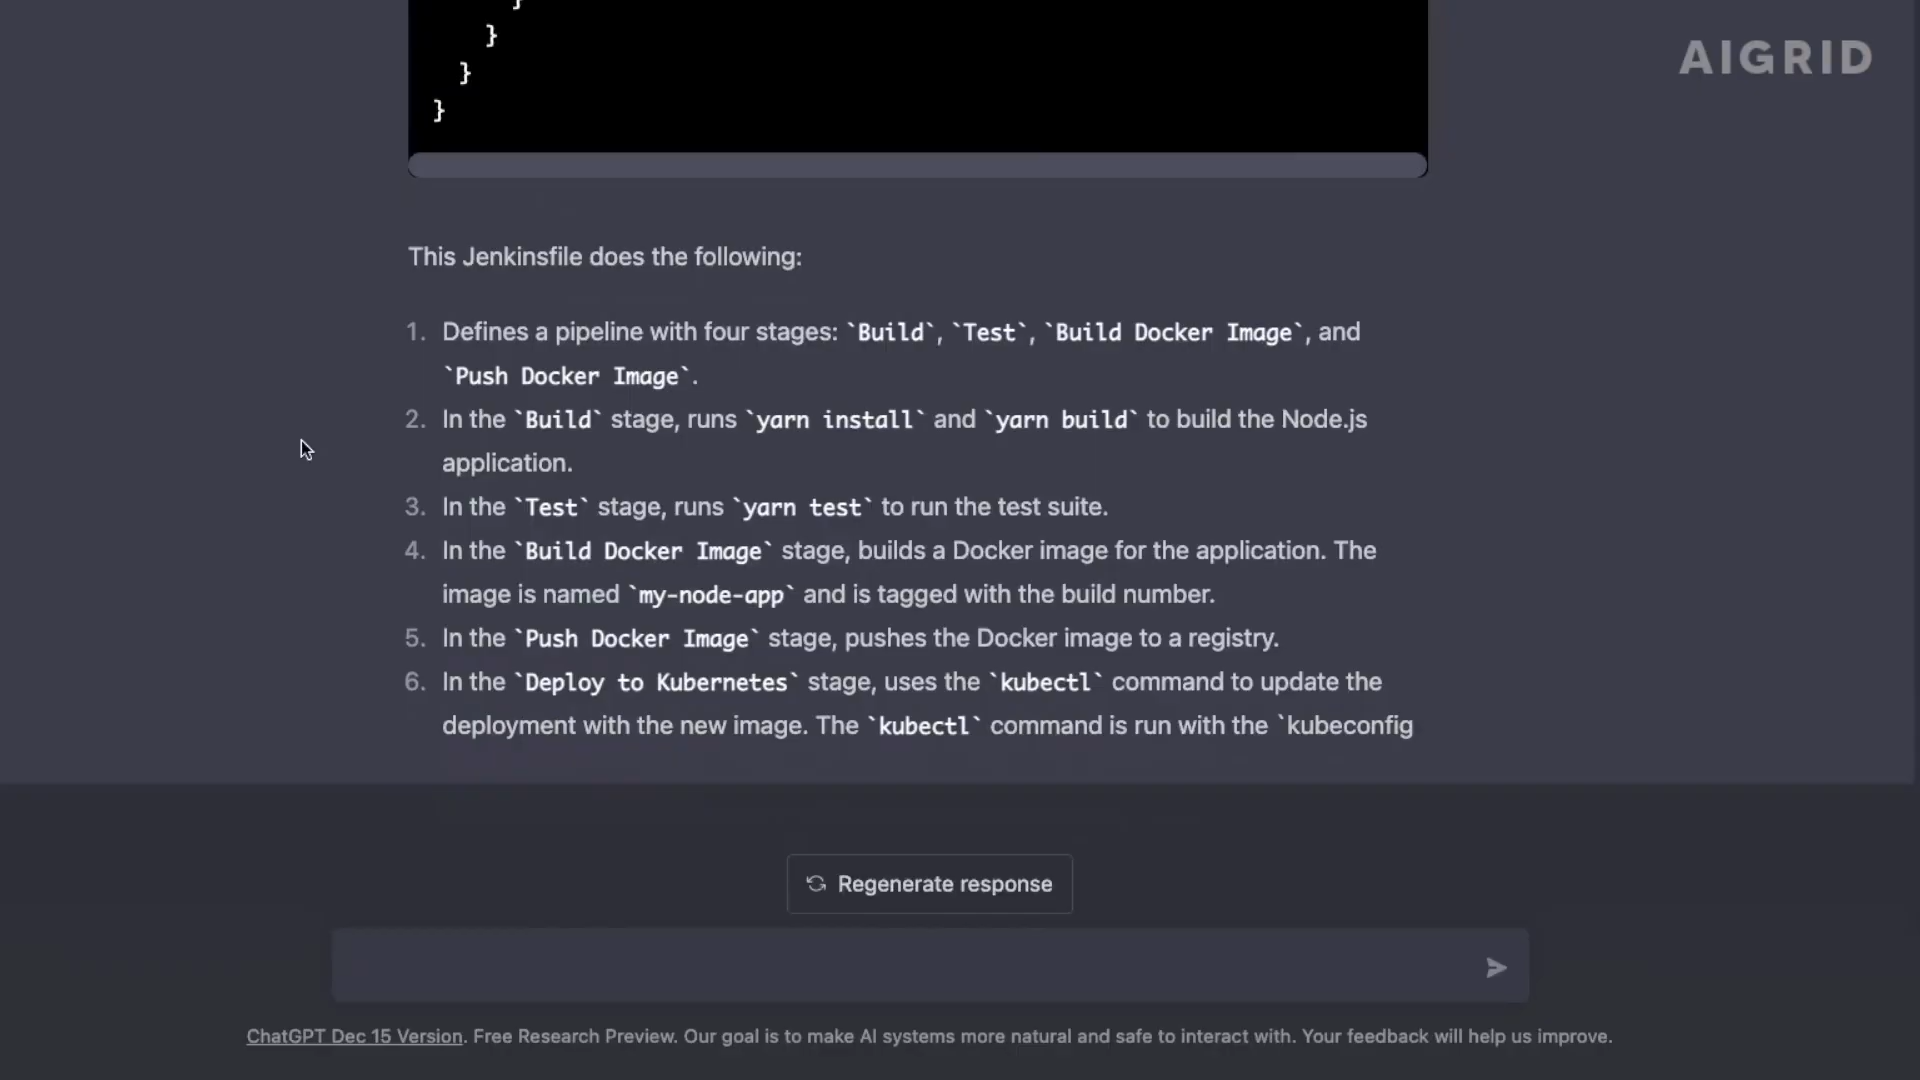 }
}
}
}
AIGRID
This Jenkinsfile does the following:
1. Defines a pipeline with four stages: `Build`, `Test`, `Build Docker Image`, and
`Push Docker Image`.
2. In the `Build` stage, runs `yarn install` and `yarn build` to build the Node.js
application.
3. In the `Test` stage, runs `yarn test` to run the test suite.
4. In the `Build Docker Image` stage, builds a Docker image for the application. The
image is named `my-node-app` and is tagged with the build number.
5. In the `Push Docker Image` stage, pushes the Docker image to a registry.
6. In the `Deploy to Kubernetes` stage, uses the `kubectl` command to update the
deployment with the new image. The `kubectl` command is run with the `kubeconfig
Regenerate response
ChatGPT Dec 15 Version. Free Research Preview. Our goal is to make AI systems more natural and safe to interact with. Your feedback will help us improve.